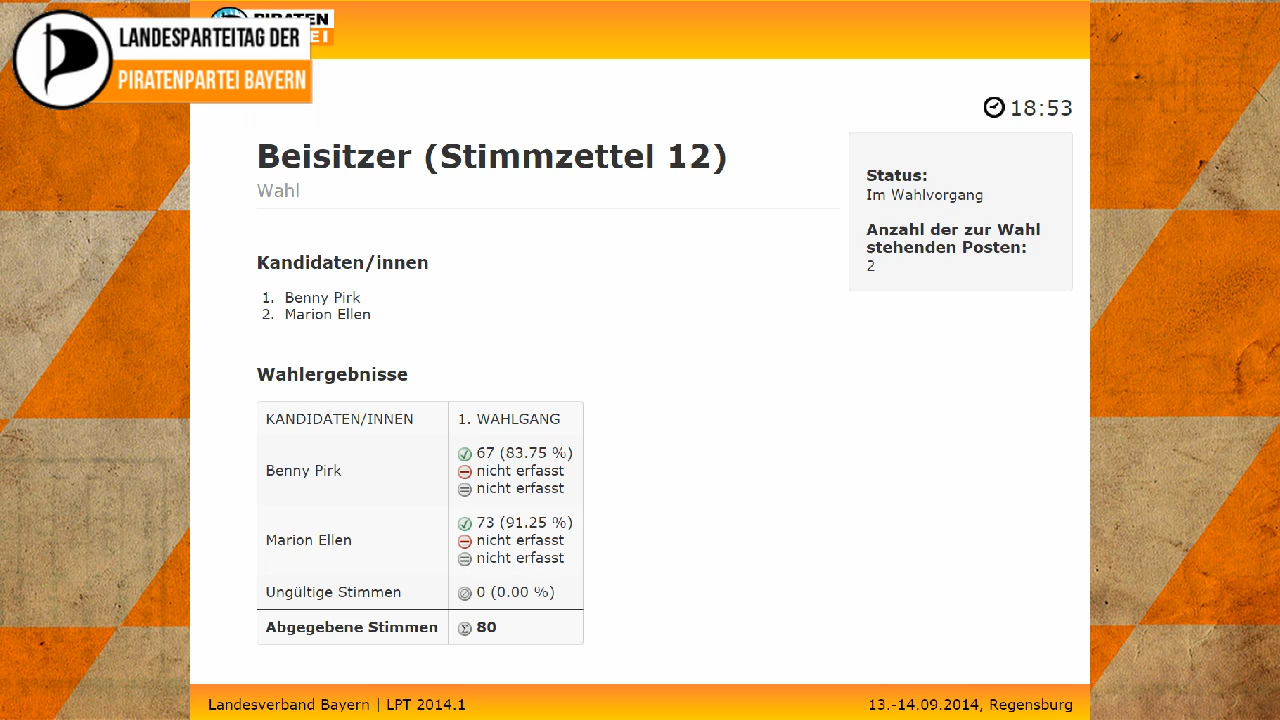 LANDESPARTEITAG DER
PIRATENPARTEI BAYERN
18:53
Beisitzer (Stimmzettel 12)
Wahl
Status:
Im Wahlvorgang
Anzahl der zur Wahl
stehenden Posten:
2
Kandidaten/innen
1. Benny Pirk
2. Marion Ellen
Wahlergebnisse
KANDIDATEN/INNEN 1. WAHLGANG
Benny Pirk 67 (83.75 %)
nicht erfasst
nicht erfasst
Marion Ellen 73 (91.25 %)
nicht erfasst
nicht erfasst
Ungültige Stimmen 0 (0.00 %)
Abgegebene Stimmen 80
Landesverband Bayern | LPT 2014.1
13.-14.09.2014, Regensburg